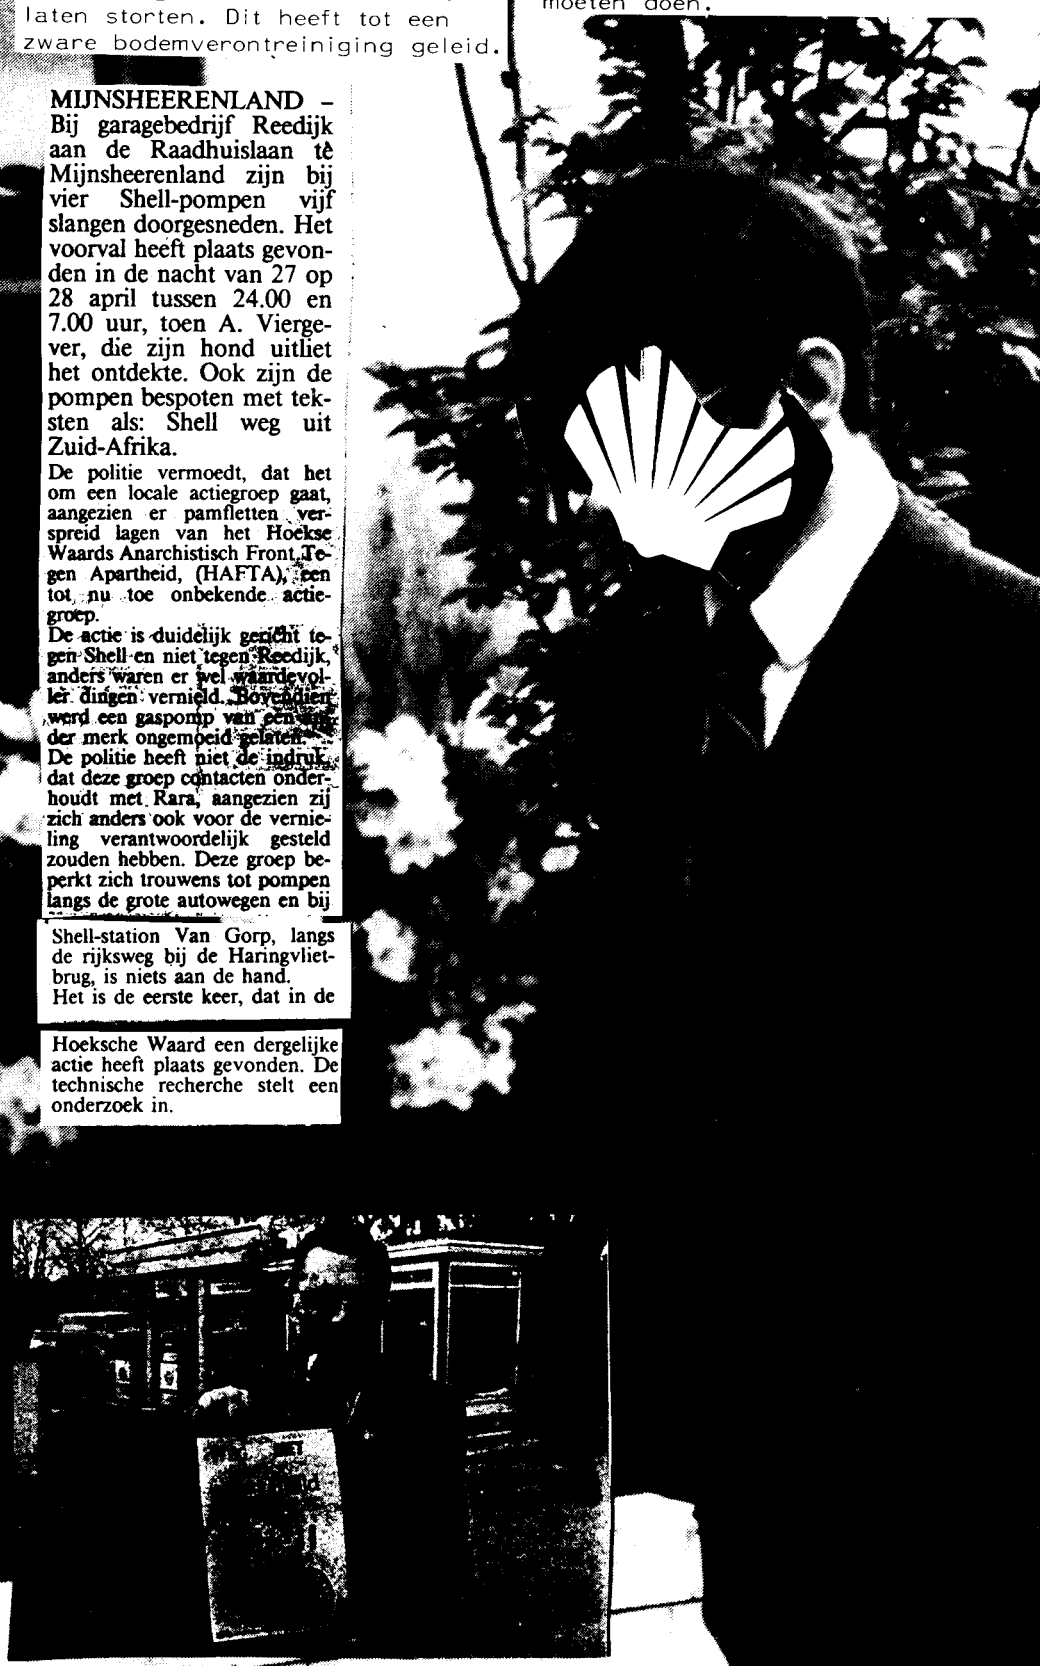 laten storten. Dit heeft tot een
zware bodemverontreiniging geleid.
moeten doen.
MIJNSHEERENLAND –
Bij garagebedrijf Reedijk
aan de Raadhuislaan te
Mijnsheerenland zijn bij
vier Shell-pompen vijf
slangen doorgesneden. Het
voorval heeft plaats gevon-
den in de nacht van 27 op
28 april tussen 24.00 en
7.00 uur, toen A. Vierge-
ver, die zijn hond uitliet
het ontdekte. Ook zijn de
pompen bespoten met tek-
sten als: Shell weg uit
Zuid-Afrika.
De politie vermoedt, dat het
om een locale actiegroep gaat,
aangezien er pamfletten ver-
spreid lagen van het Hoekse
Waards Anarchistisch Front Te-
gen Apartheid, (HAFTA), een
tot nu toe onbekende actie-
groep.
De actie is duidelijk gericht te-
gen Shell en niet tegen Reedijk,
anders waren er wel waardevol-
ler dingen vernield. Bovendien
werd een gaspomp van een an-
der merk ongemoeid gelaten.
De politie heeft niet de indruk,
dat deze groep contacten onder-
houdt met Rara, aangezien zij
zich anders ook voor de vernie-
ling verantwoordelijk gesteld
zouden hebben. Deze groep be-
perkt zich trouwens tot pompen
langs de grote autowegen en bij
Shell-station Van Gorp, langs
de rijksweg bij de Haringvliet-
brug, is niets aan de hand.
Het is de eerste keer, dat in de
Hoeksche Waard een dergelijke
actie heeft plaats gevonden. De
technische recherche stelt een
onderzoek in.